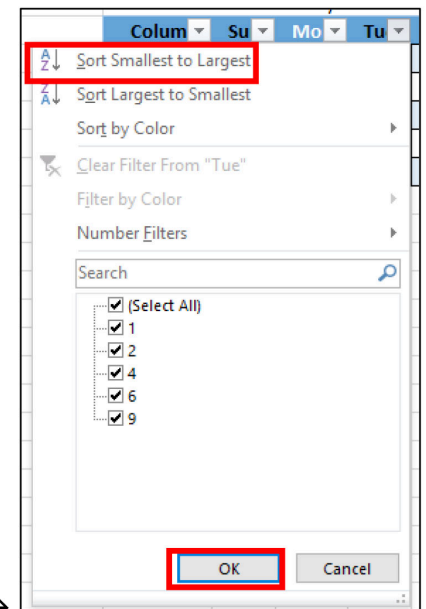 Colum Su Mo Tu
Sort Smallest to Largest
Sort Largest to Smallest
Sort by Color
Clear Filter From "Tue"
Filter by Color
Number Filters
Search
(Select All)
1
2
4
6
9
OK Cancel